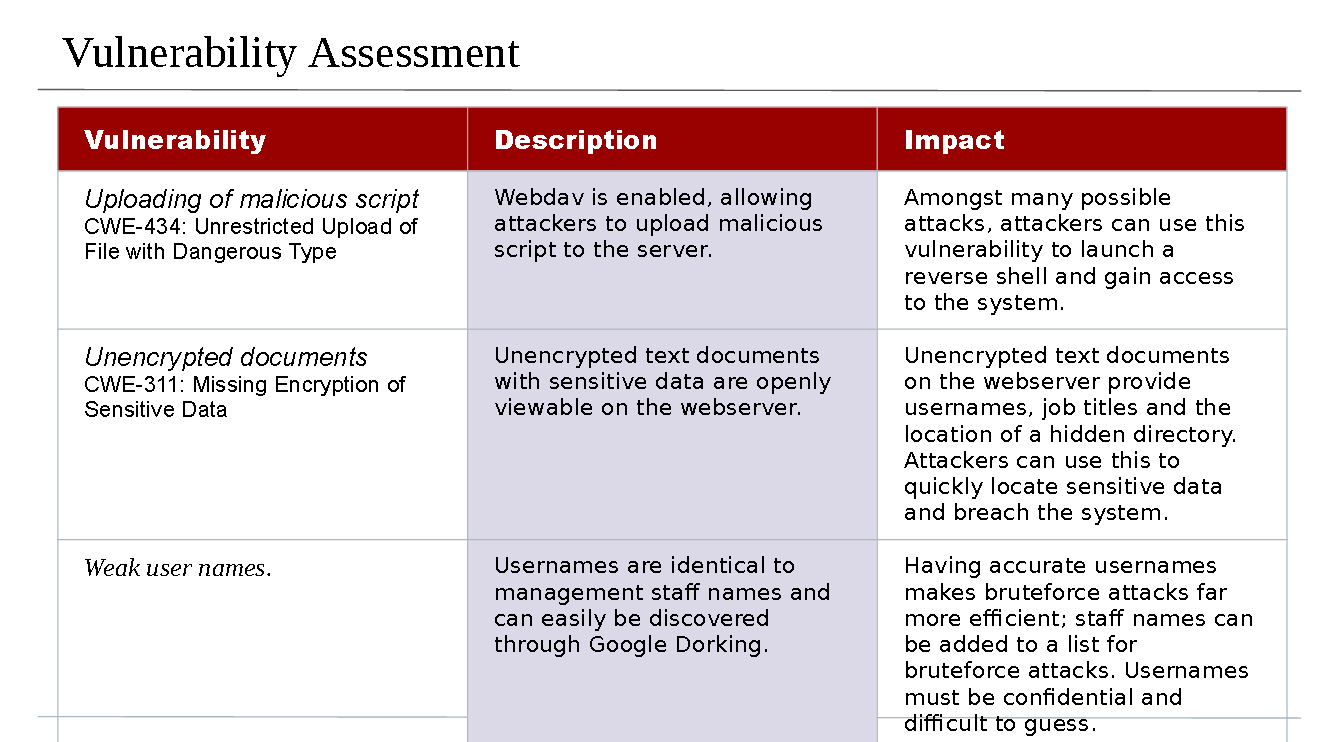 Vulnerability Assessment
Vulnerability
Description
Impact
Uploading of malicious script
CWE-434: Unrestricted Upload of
File with Dangerous Type
Webdav is enabled, allowing
attackers to upload malicious
script to the server.
Amongst many possible
attacks, attackers can use this
vulnerability to launch a
reverse shell and gain access
to the system.
Unencrypted documents
CWE-311: Missing Encryption of
Sensitive Data
Unencrypted text documents
with sensitive data are openly
viewable on the webserver.
Unencrypted text documents
on the webserver provide
usernames, job titles and the
location of a hidden directory.
Attackers can use this to
quickly locate sensitive data
and breach the system.
Weak user names.
Usernames are identical to
management staff names and
can easily be discovered
through Google Dorking.
Having accurate usernames
makes bruteforce attacks far
more efficient; staff names can
be added to a list for
bruteforce attacks. Usernames
must be confidential and
difficult to guess.